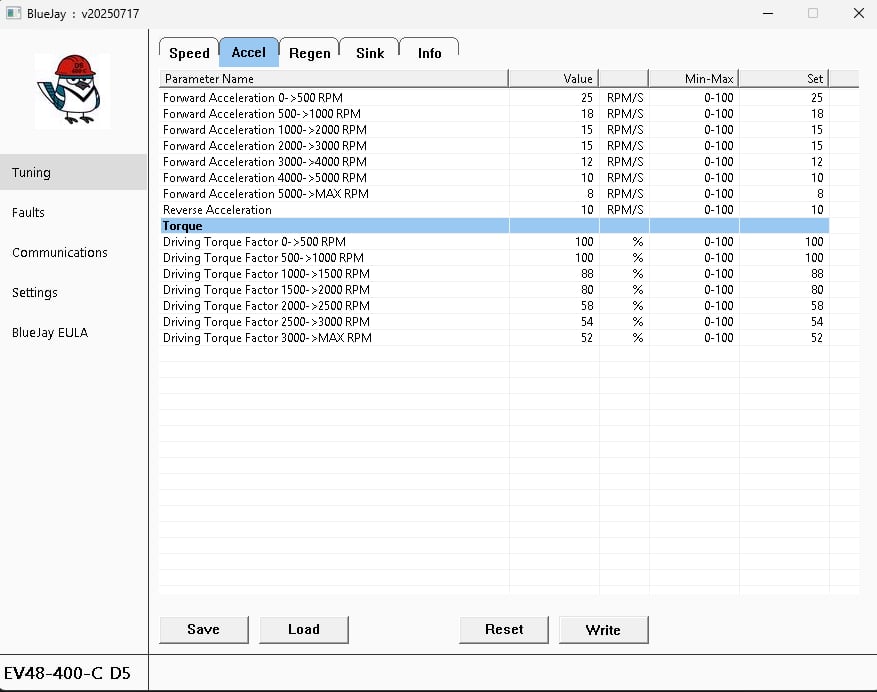 BlueJay : v20250717
D5
400-C
Tuning
Faults
Communications
Settings
BlueJay EULA
Speed Accel Regen Sink Info
Parameter Name Value Min-Max Set
Forward Acceleration 0->500 RPM 25 RPM/S 0-100 25
Forward Acceleration 500->1000 RPM 18 RPM/S 0-100 18
Forward Acceleration 1000->2000 RPM 15 RPM/S 0-100 15
Forward Acceleration 2000->3000 RPM 15 RPM/S 0-100 15
Forward Acceleration 3000->4000 RPM 12 RPM/S 0-100 12
Forward Acceleration 4000->5000 RPM 10 RPM/S 0-100 10
Forward Acceleration 5000->MAX RPM 8 RPM/S 0-100 8
Reverse Acceleration 10 RPM/S 0-100 10
Torque
Driving Torque Factor 0->500 RPM 100 % 0-100 100
Driving Torque Factor 500->1000 RPM 100 % 0-100 100
Driving Torque Factor 1000->1500 RPM 88 % 0-100 88
Driving Torque Factor 1500->2000 RPM 80 % 0-100 80
Driving Torque Factor 2000->2500 RPM 58 % 0-100 58
Driving Torque Factor 2500->3000 RPM 54 % 0-100 54
Driving Torque Factor 3000->MAX RPM 52 % 0-100 52
Save Load Reset Write
EV48-400-C D5